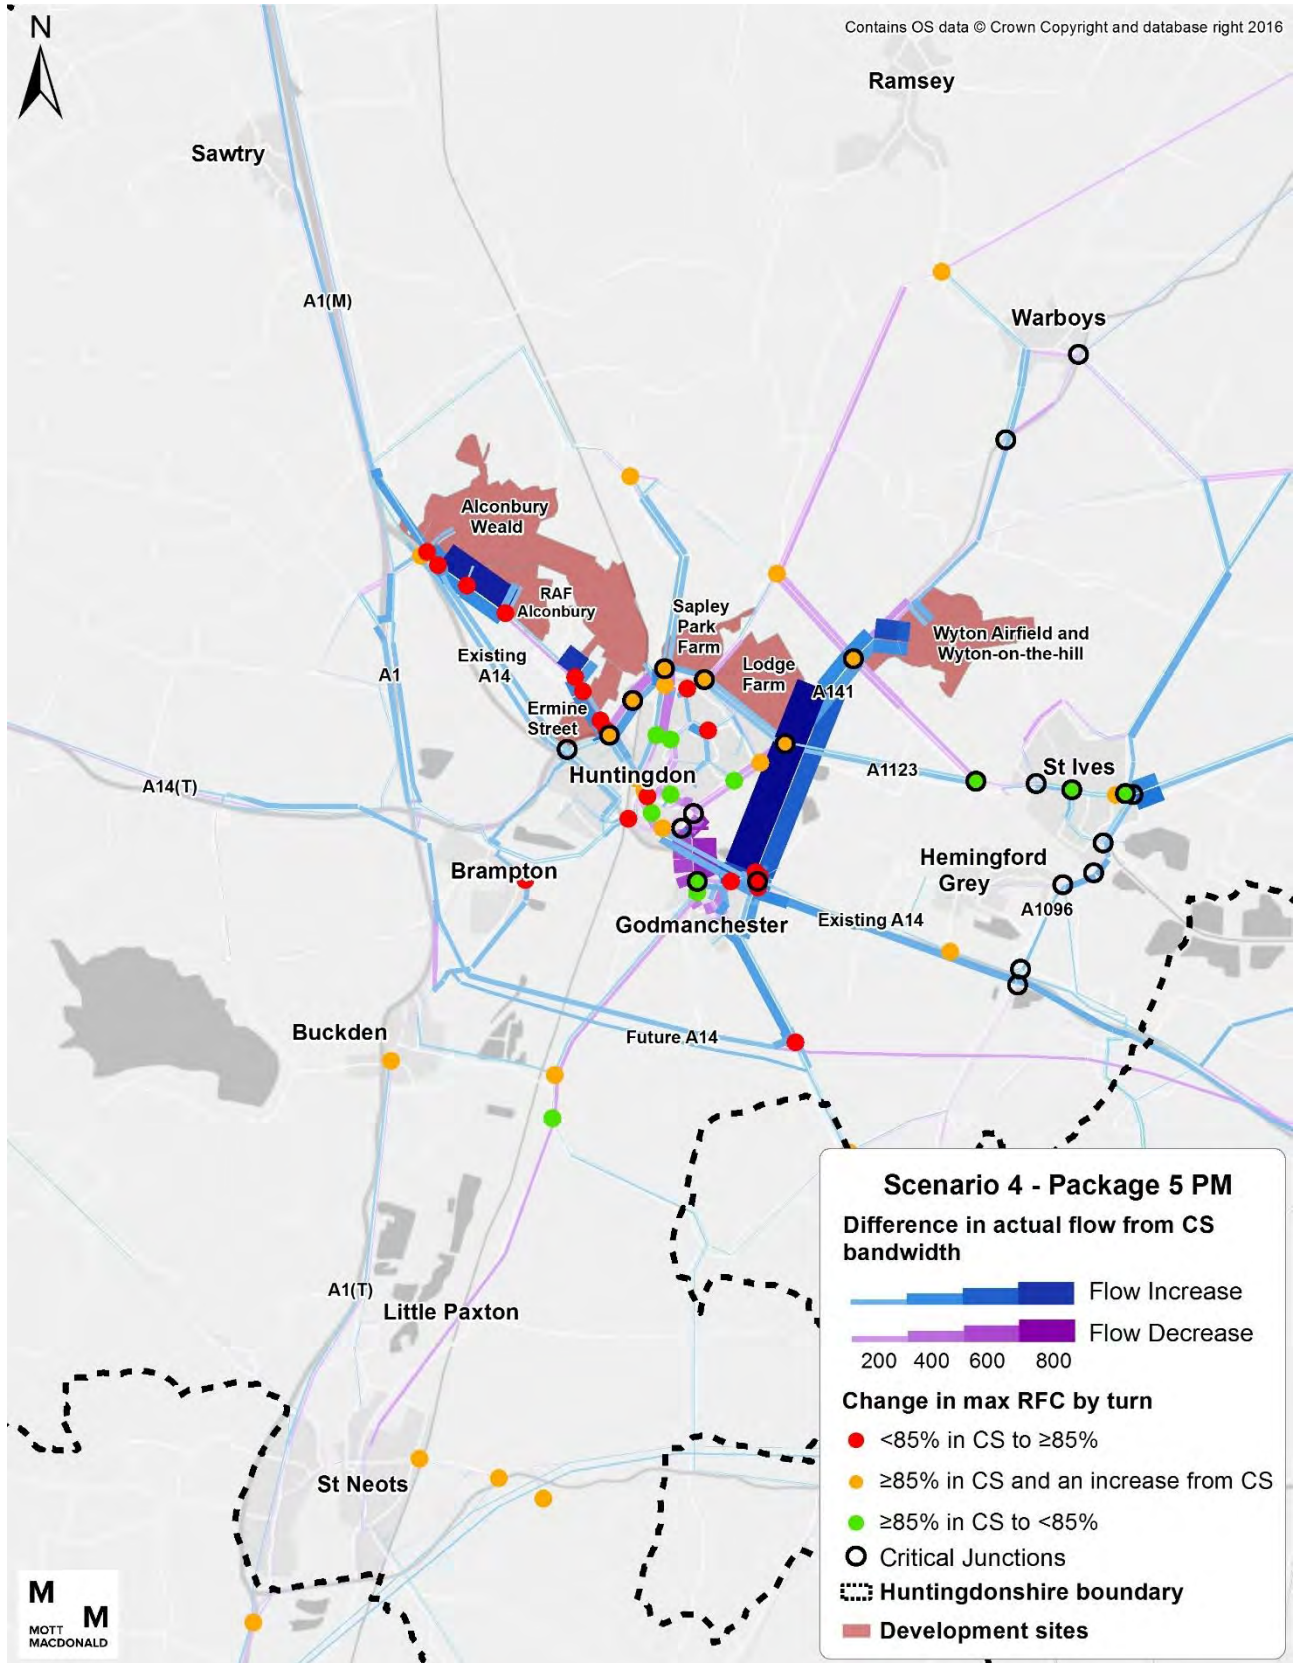 N
Contains OS data © Crown Copyright and database right 2016
Ramsey
Sawtry
A1(M)
Warboys
Alconbury
Weald
RAF
Alconbury
Sapley
Park
Farm
Wyton Airfield and
Wyton-on-the-hill
Existing
A14
Lodge
Farm
A1
A141
Ermine
Street
Huntingdon
A1123
St Ives
A14(T)
Brampton
Hemingford
Grey
A1096
Godmanchester
Existing A14
Buckden
Future A14
A1(T)
Little Paxton
St Neots
Scenario 4 - Package 5 PM
Difference in actual flow from CS
bandwidth
Flow Increase
Flow Decrease
200 400 600 800
Change in max RFC by turn
<85% in CS to ≥85%
≥85% in CS and an increase from CS
≥85% in CS to <85%
Critical Junctions
Huntingdonshire boundary
Development sites
M
M
MOTT
MACDONALD